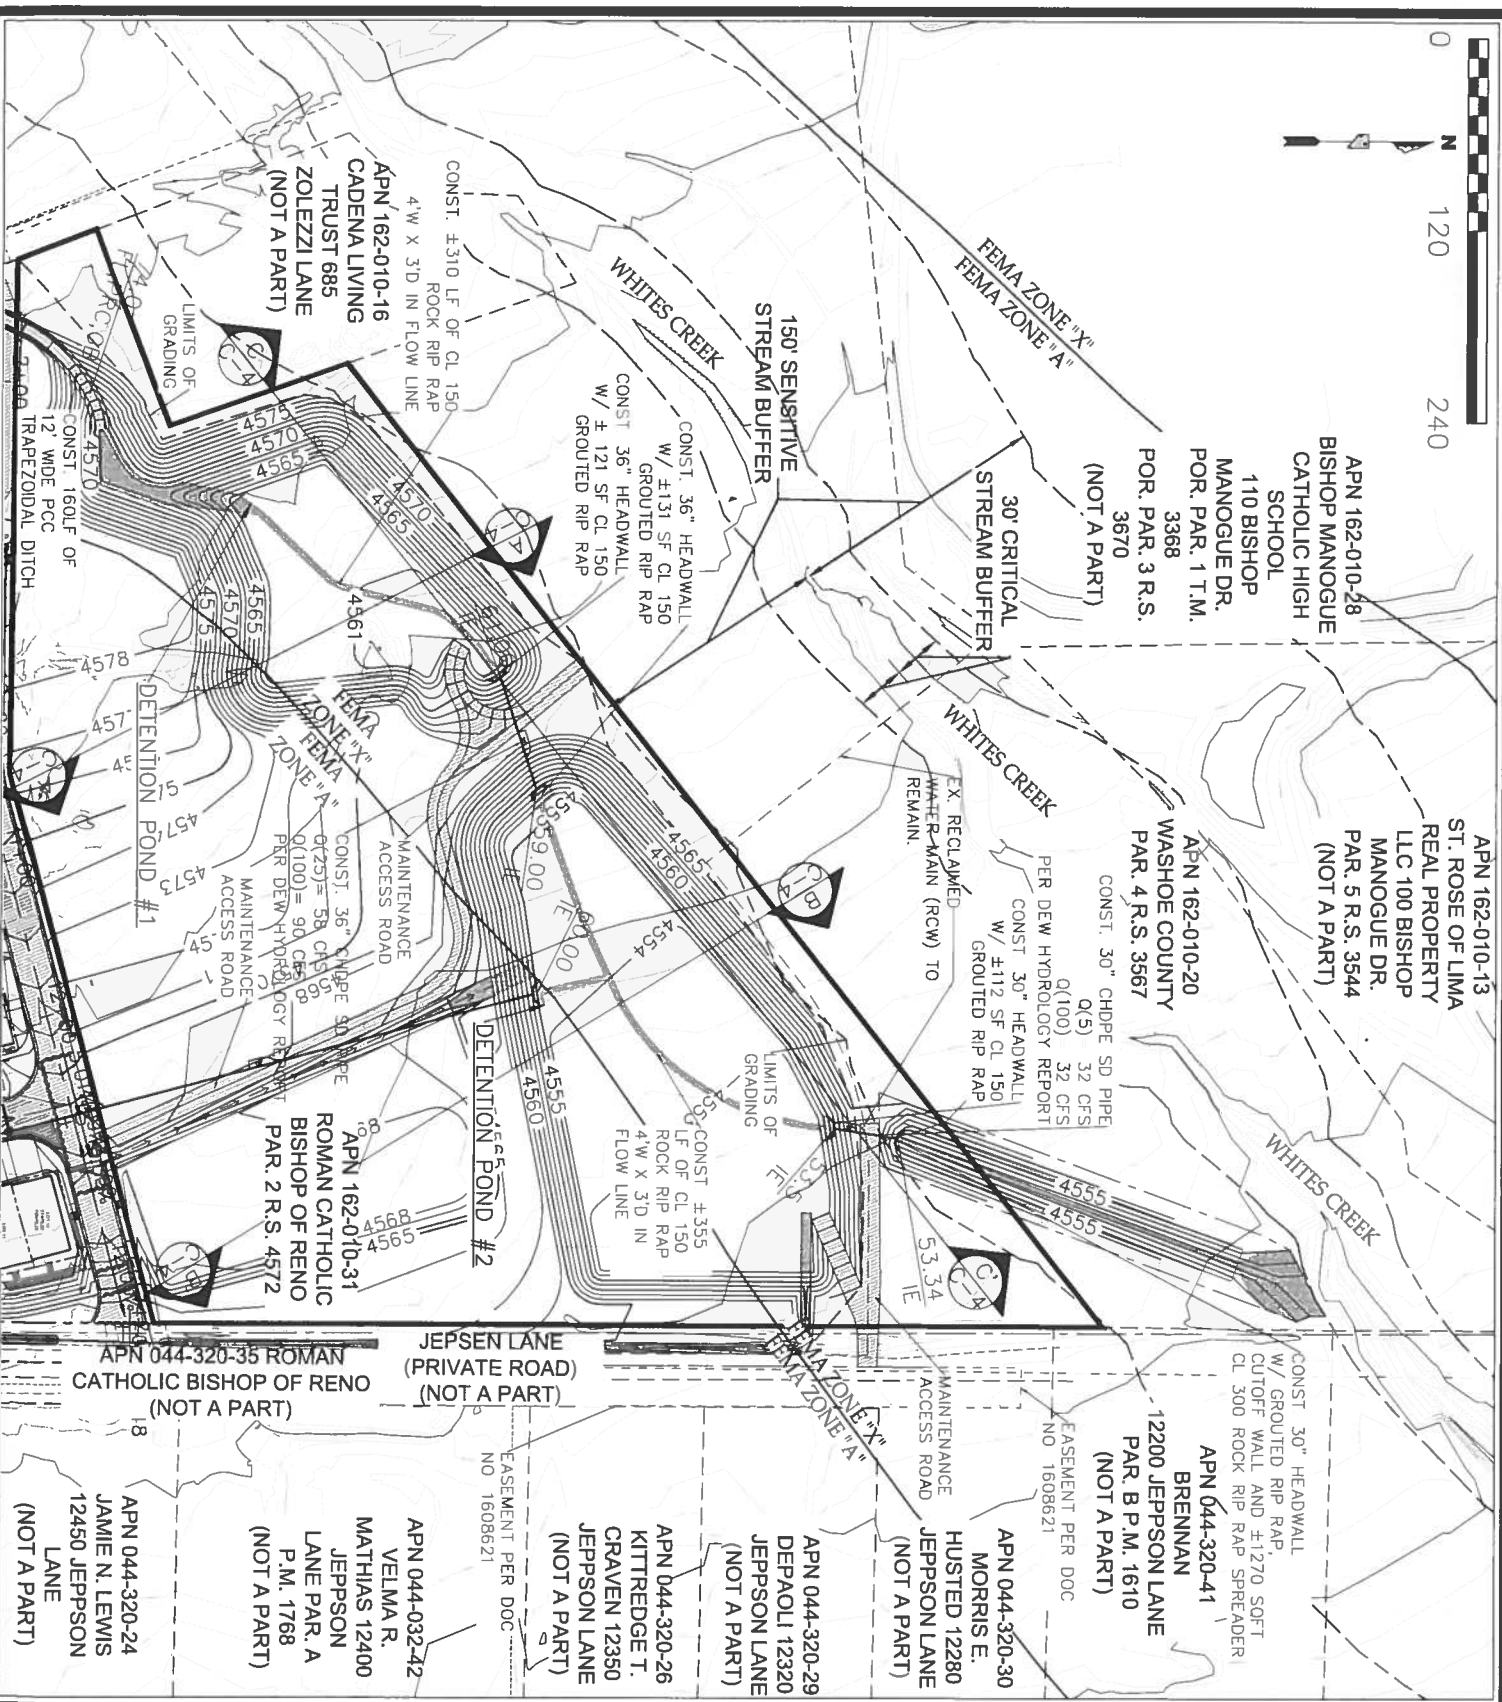 0
120
240
N
APN 162-010-28
BISHOP MANOGUE
CATHOLIC HIGH
SCHOOL
110 BISHOP
MANOGUE DR.
POR. PAR. 1 T.M.
3368
POR. PAR. 3 R.S.
3670
(NOT A PART)
APN 162-010-13
ST. ROSE OF LIMA
REAL PROPERTY
LLC 100 BISHOP
MANOGUE DR.
PAR. 5 R.S. 3544
(NOT A PART)
FEMA ZONE "X"
FEMA ZONE "A"
30' CRITICAL
STREAM BUFFER
150' SENSITIVE
STREAM BUFFER
WHITES CREEK
WHITES CREEK
WHITES CREEK
APN 162-010-20
WASHOE COUNTY
PAR. 4 R.S. 3567
CONST. 30" CHDPE SD PIPE
Q(5) 32 CFS
Q(100) 32 CFS
PER DEW HYDROLOGY REPORT
CONST 30" HEADWALL
W/ ±112 SF CL 150
GROUTED RIP RAP
EX. RECLAIMED
WATER MAIN (RCW) TO
REMAIN.
CONST. 36" HEADWALL
W/ ±131 SF CL 150
GROUTED RIP RAP
CONST 36" HEADWALL
W/ ± 121 SF CL 150
GROUTED RIP RAP
CONST. ±310 LF OF CL 150
ROCK RIP RAP
4'W X 3'D IN FLOW LINE
APN 162-010-16
CADENA LIVING
TRUST 685
ZOLEZZI LANE
(NOT A PART)
LIMITS OF
GRADING
CONST. 160LF OF
12' WIDE PCC
TRAPEZOIDAL DITCH
4575
4570
4565
4570
4565
4570
4565
4570
4575
4561
4578
4574
4573
DETENTION POND #1
FEMA
ZONE "X"
FEMA
ZONE "A"
MAINTENANCE
ACCESS ROAD
CONST. 36" CHDPE SD PIPE
Q(25)= 58 CFS
Q(100)= 90 CFS
PER DEW HYDROLOGY REPORT
MAINTENANCE
ACCESS ROAD
4568
4565
4560
4554
DETENTION POND #2
4555
4560
4565
LIMITS OF
GRADING
CONST ±355
LF OF CL 150
ROCK RIP RAP
4'W X 3'D IN
FLOW LINE
4555
4555
53.34
IE
APN 162-010-31
ROMAN CATHOLIC
BISHOP OF RENO
PAR. 2 R.S. 4572
4568
4565
JEPSEN LANE
(PRIVATE ROAD)
(NOT A PART)
APN 044-320-35 ROMAN
CATHOLIC BISHOP OF RENO
(NOT A PART)
FEMA ZONE "X"
FEMA ZONE "A"
MAINTENANCE
ACCESS ROAD
CONST 30" HEADWALL
W/ GROUTED RIP RAP,
CUTOFF WALL AND ±1270 SQFT
CL 300 ROCK RIP RAP SPREADER
APN 044-320-41
BRENNAN
12200 JEPPSON LANE
PAR. B P.M. 1610
(NOT A PART)
EASEMENT PER DOC
NO 1608621
APN 044-320-30
MORRIS E.
HUSTED 12280
JEPPSON LANE
(NOT A PART)
APN 044-320-29
DEPAOLI 12320
JEPPSON LANE
(NOT A PART)
APN 044-320-26
KITTREDGE T.
CRAVEN 12350
JEPPSON LANE
(NOT A PART)
EASEMENT PER DOC
NO 1608621
APN 044-032-42
VELMA R.
MATHIAS 12400
JEPPSON
LANE PAR. A
P.M. 1768
(NOT A PART)
APN 044-320-24
JAMIE N. LEWIS
12450 JEPPSON
LANE
(NOT A PART)